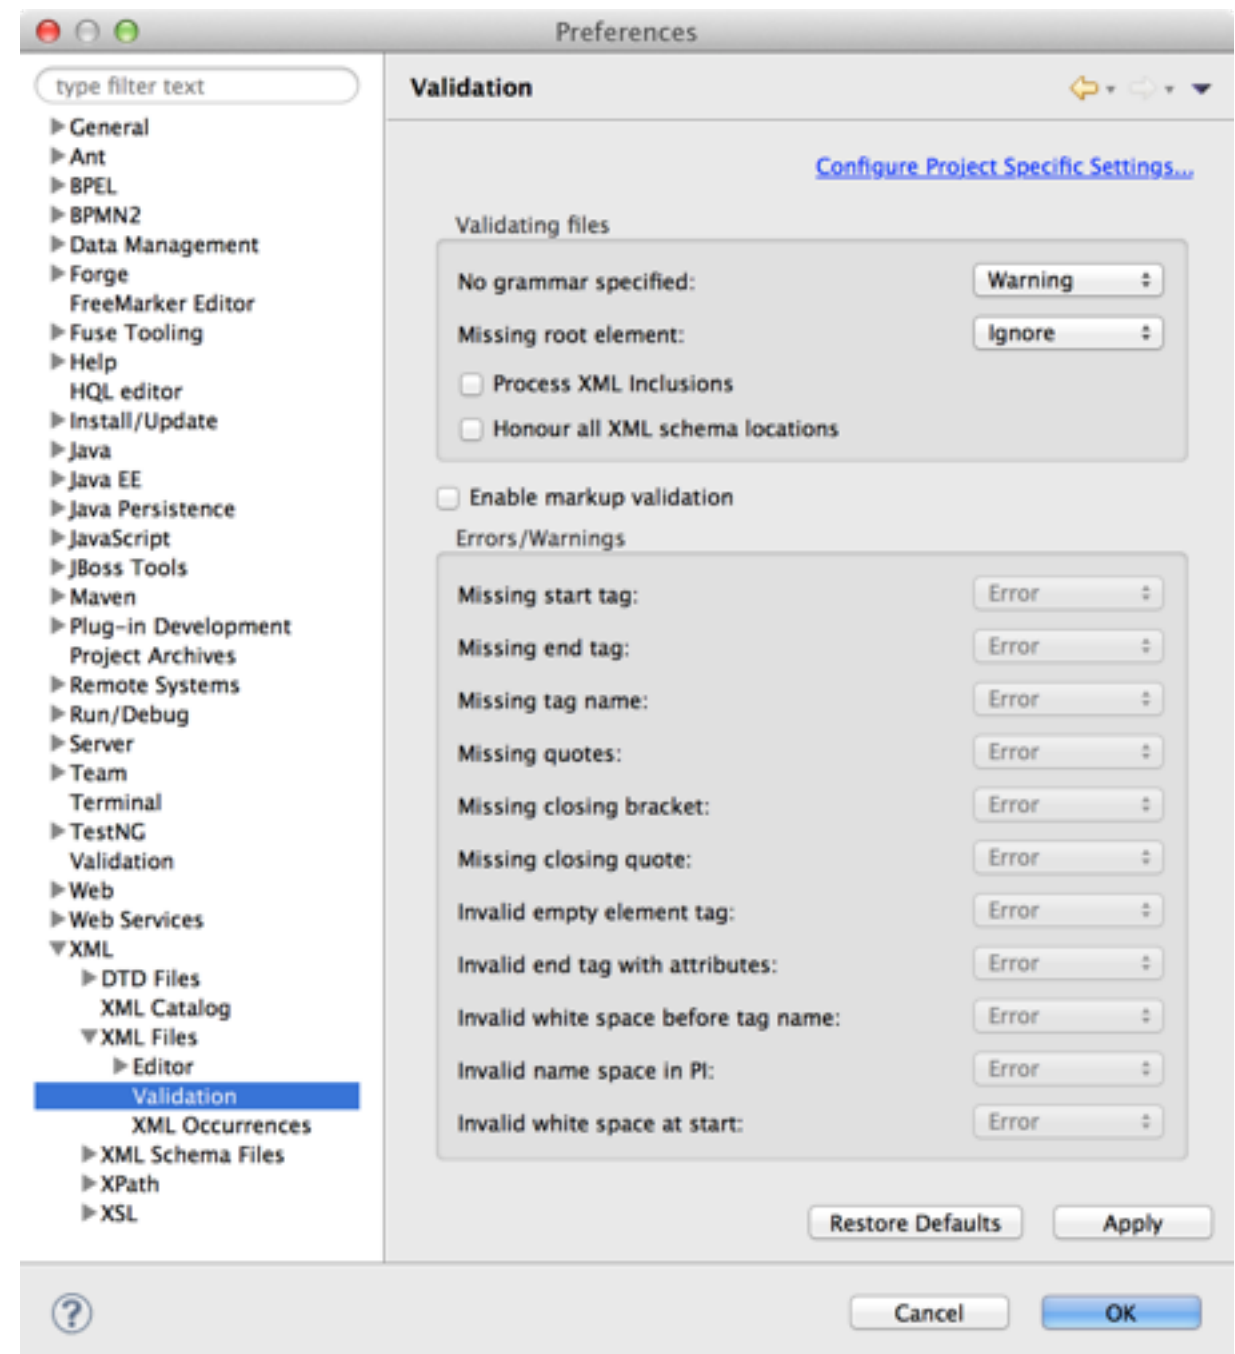 Preferences
type filter text
General
Ant
BPEL
BPMN2
Data Management
Forge
FreeMarker Editor
Fuse Tooling
Help
HQL editor
Install/Update
Java
Java EE
Java Persistence
JavaScript
JBoss Tools
Maven
Plug-in Development
Project Archives
Remote Systems
Run/Debug
Server
Team
Terminal
TestNG
Validation
Web
Web Services
XML
DTD Files
XML Catalog
XML Files
Editor
Validation
XML Occurrences
XML Schema Files
XPath
XSL
Validation
Configure Project Specific Settings...
Validating files
No grammar specified: Warning
Missing root element: Ignore
Process XML Inclusions
Honour all XML schema locations
Enable markup validation
Errors/Warnings
Missing start tag: Error
Missing end tag: Error
Missing tag name: Error
Missing quotes: Error
Missing closing bracket: Error
Missing closing quote: Error
Invalid empty element tag: Error
Invalid end tag with attributes: Error
Invalid white space before tag name: Error
Invalid name space in PI: Error
Invalid white space at start: Error
Restore Defaults Apply
? Cancel OK